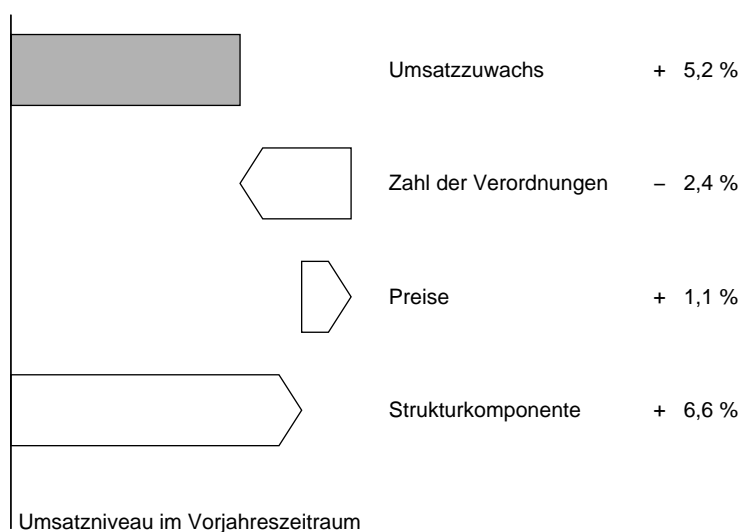 Umsatzzuwachs + 5,2 %
Zahl der Verordnungen – 2,4 %
Preise + 1,1 %
Strukturkomponente + 6,6 %
Umsatzniveau im Vorjahreszeitraum